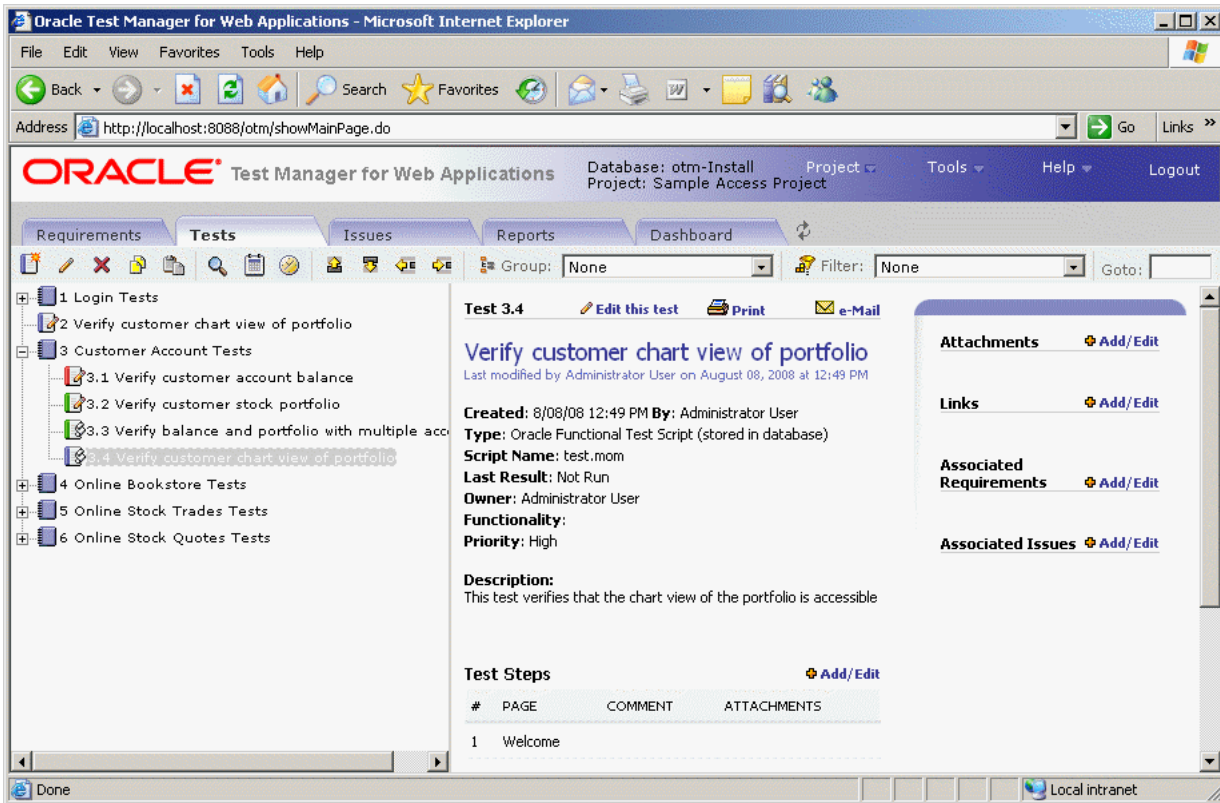 Oracle Test Manager for Web Applications - Microsoft Internet Explorer
File Edit View Favorites Tools Help
Back Search Favorites
Address http://localhost:8088/otm/showMainPage.do Go Links »
ORACLE Test Manager for Web Applications
Database: otm-Install Project Tools Help Logout
Project: Sample Access Project
Requirements Tests Issues Reports Dashboard
Group: None Filter: None Goto:
1 Login Tests
2 Verify customer chart view of portfolio
3 Customer Account Tests
3.1 Verify customer account balance
3.2 Verify customer stock portfolio
3.3 Verify balance and portfolio with multiple acc
3.4 Verify customer chart view of portfolio
4 Online Bookstore Tests
5 Online Stock Trades Tests
6 Online Stock Quotes Tests
Test 3.4 Edit this test Print e-Mail
Verify customer chart view of portfolio
Last modified by Administrator User on August 08, 2008 at 12:49 PM
Created: 8/08/08 12:49 PM By: Administrator User
Type: Oracle Functional Test Script (stored in database)
Script Name: test.mom
Last Result: Not Run
Owner: Administrator User
Functionality:
Priority: High
Description:
This test verifies that the chart view of the portfolio is accessible
Test Steps Add/Edit
# PAGE COMMENT ATTACHMENTS
1 Welcome
Attachments Add/Edit
Links Add/Edit
Associated
Requirements Add/Edit
Associated Issues Add/Edit
Done Local intranet